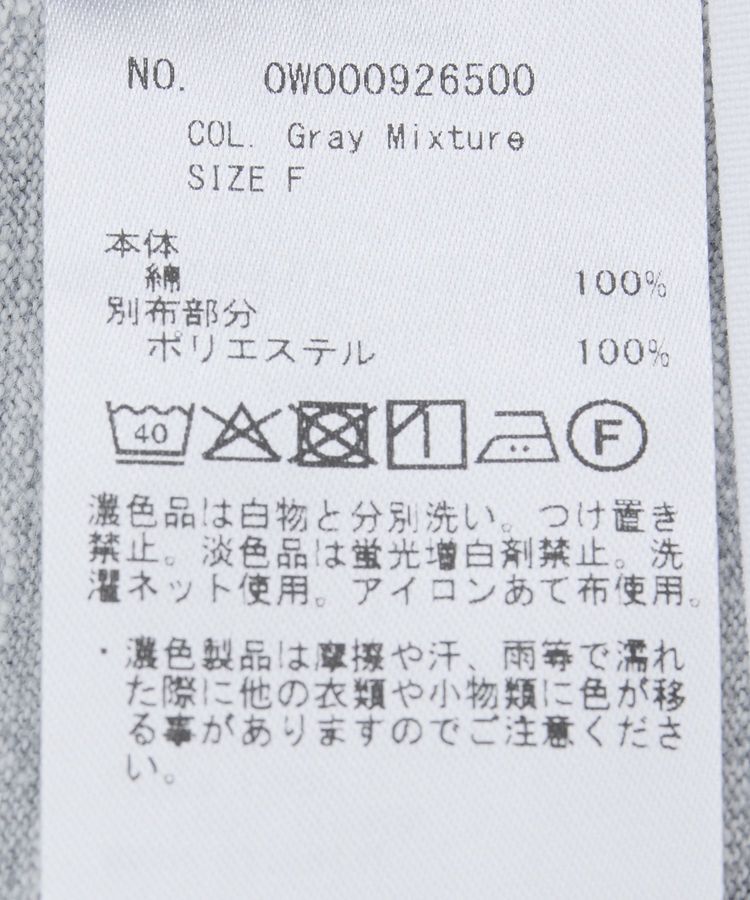 NO. 0W000926500
COL. Gray Mixture
SIZE F
本体
綿 100%
別布部分
ポリエステル 100%
40 F
濃色品は白物と分別洗い。つけ置き
禁止。淡色品は蛍光増白剤禁止。洗
濯ネット使用。アイロンあて布使用。
・濃色製品は摩擦や汗、雨等で濡れ
た際に他の衣類や小物類に色が移
る事がありますのでご注意くださ
い。